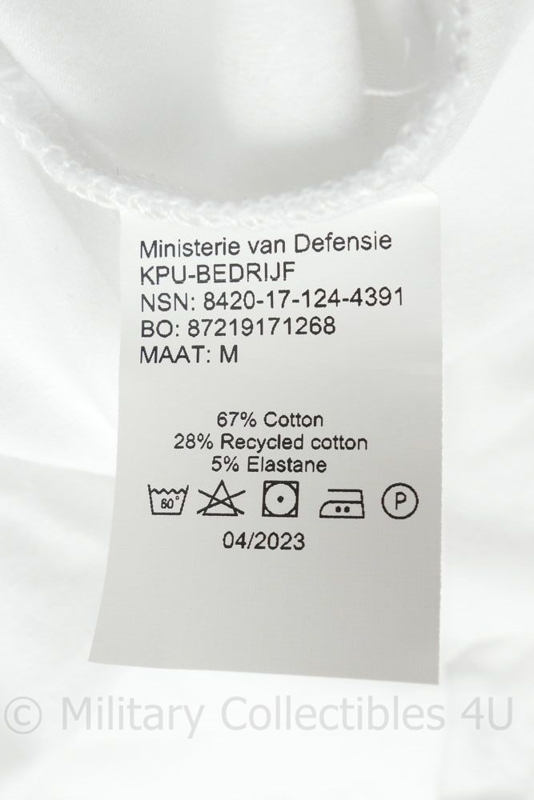 Ministerie van Defensie
KPU-BEDRIJF
NSN: 8420-17-124-4391
BO: 87219171268
MAAT: M
67% Cotton
28% Recycled cotton
5% Elastane
60°
P
04/2023
© Military Collectibles 4U